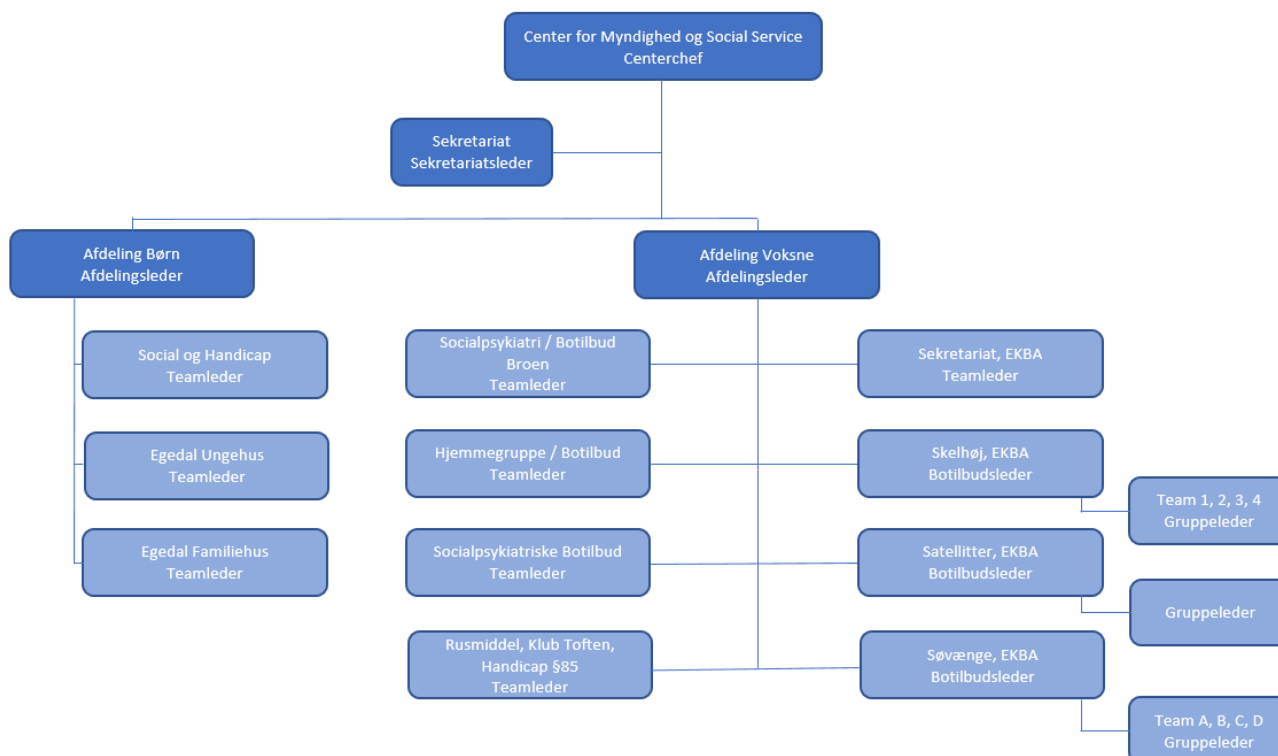 Center for Myndighed og Social Service
Centerchef
Sekretariat
Sekretariatsleder
Afdeling Børn
Afdelingsleder
Afdeling Voksne
Afdelingsleder
Social og Handicap
Teamleder
Egedal Ungehus
Teamleder
Egedal Familiehus
Teamleder
Socialpsykiatri / Botilbud
Broen
Teamleder
Hjemmegruppe / Botilbud
Teamleder
Socialpsykiatriske Botilbud
Teamleder
Rusmiddel, Klub Toften,
Handicap §85
Teamleder
Sekretariat, EKBA
Teamleder
Skelhøj, EKBA
Botilbudsleder
Team 1, 2, 3, 4
Gruppeleder
Satellitter, EKBA
Botilbudsleder
Gruppeleder
Søvænge, EKBA
Botilbudsleder
Team A, B, C, D
Gruppeleder